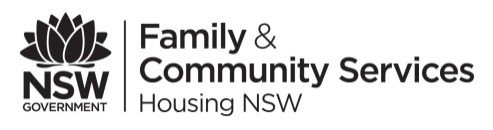 NSW
GOVERNMENT
Family &
Community Services
Housing NSW